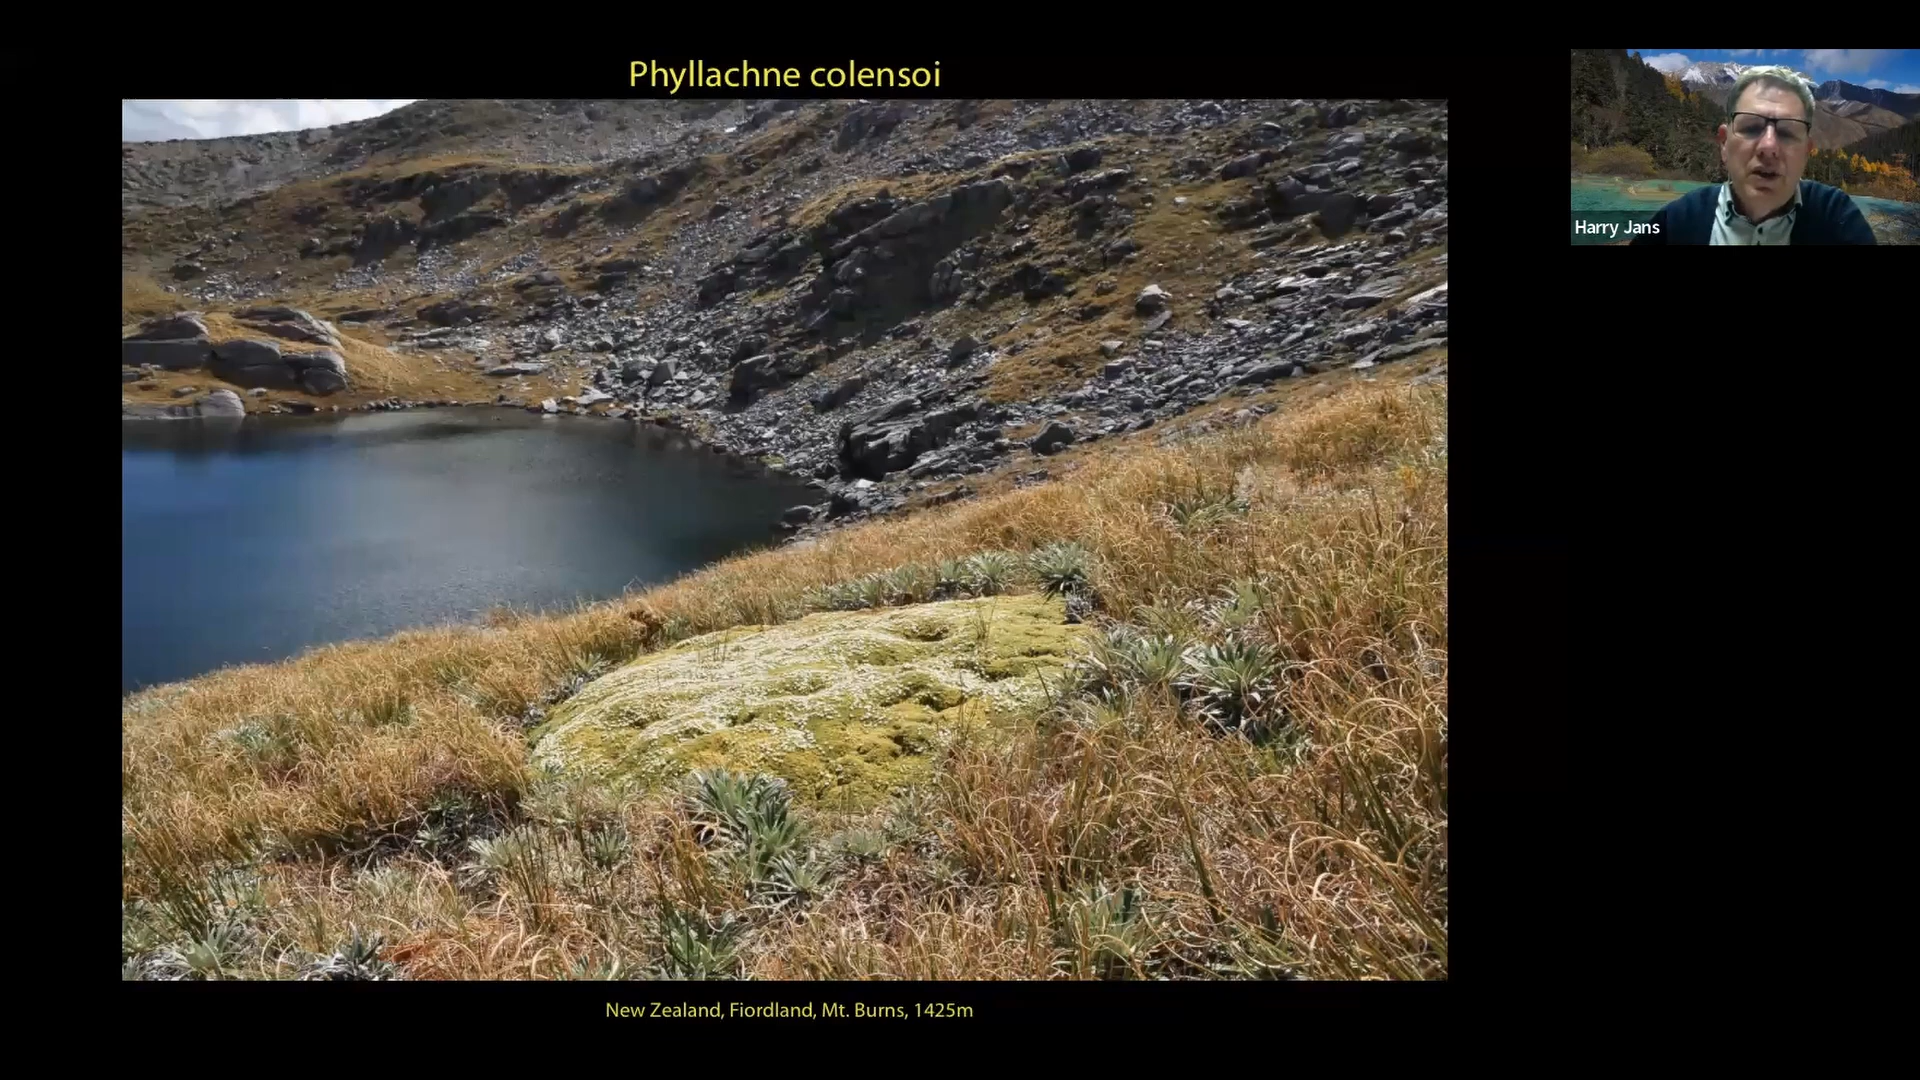 Phyllachne colensoi
Harry Jans
New Zealand, Fiordland, Mt. Burns, 1425m